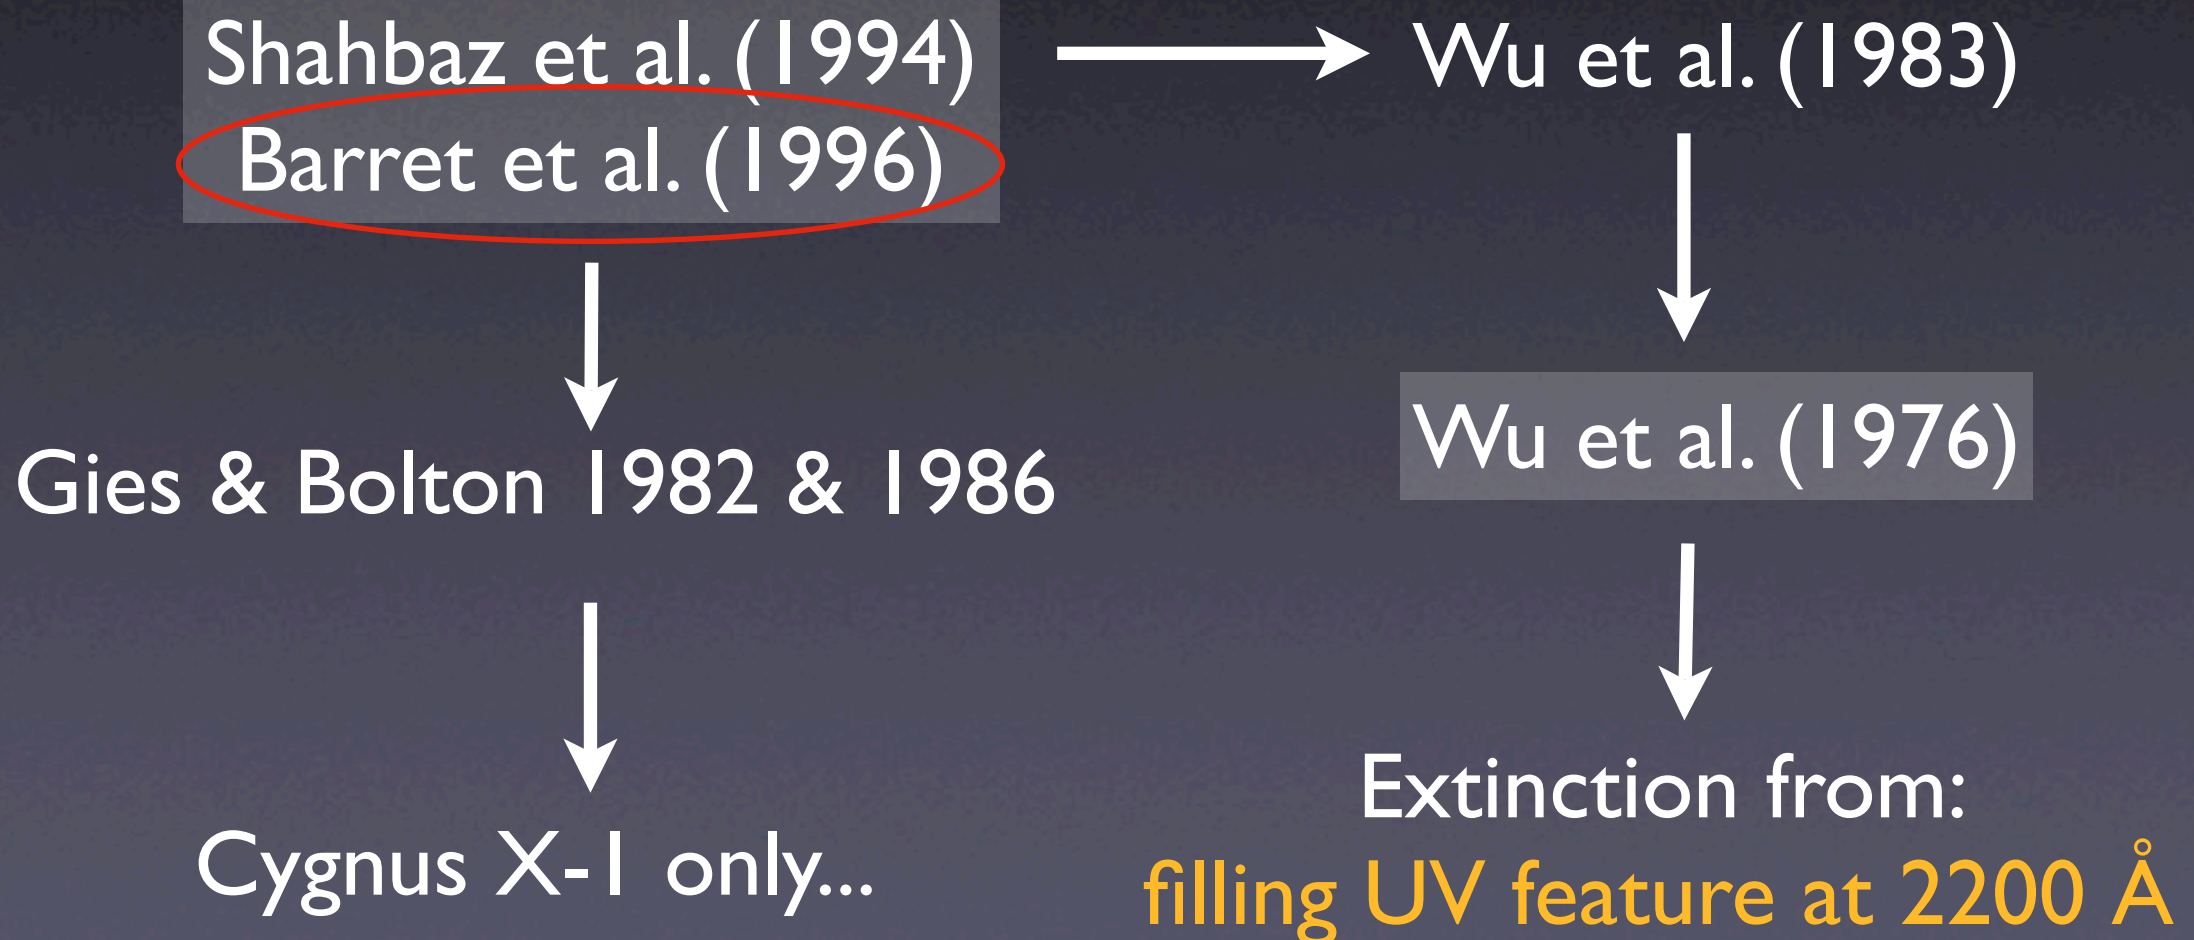 Shahbaz et al. (1994)
Barret et al. (1996)
Wu et al. (1983)
Gies & Bolton 1982 & 1986
Wu et al. (1976)
Cygnus X-1 only...
Extinction from:
filling UV feature at 2200 Å